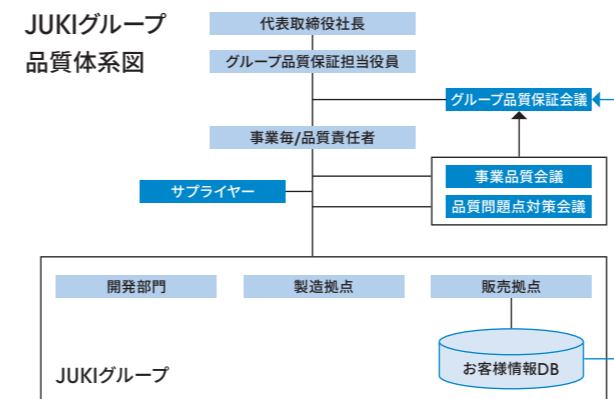 JUKIグループ
品質体系図
代表取締役社長
グループ品質保証担当役員
グループ品質保証会議
事業毎/品質責任者
事業品質会議
サプライヤー
品質問題点対策会議
開発部門
製造拠点
販売拠点
お客様情報DB
JUKIグループ